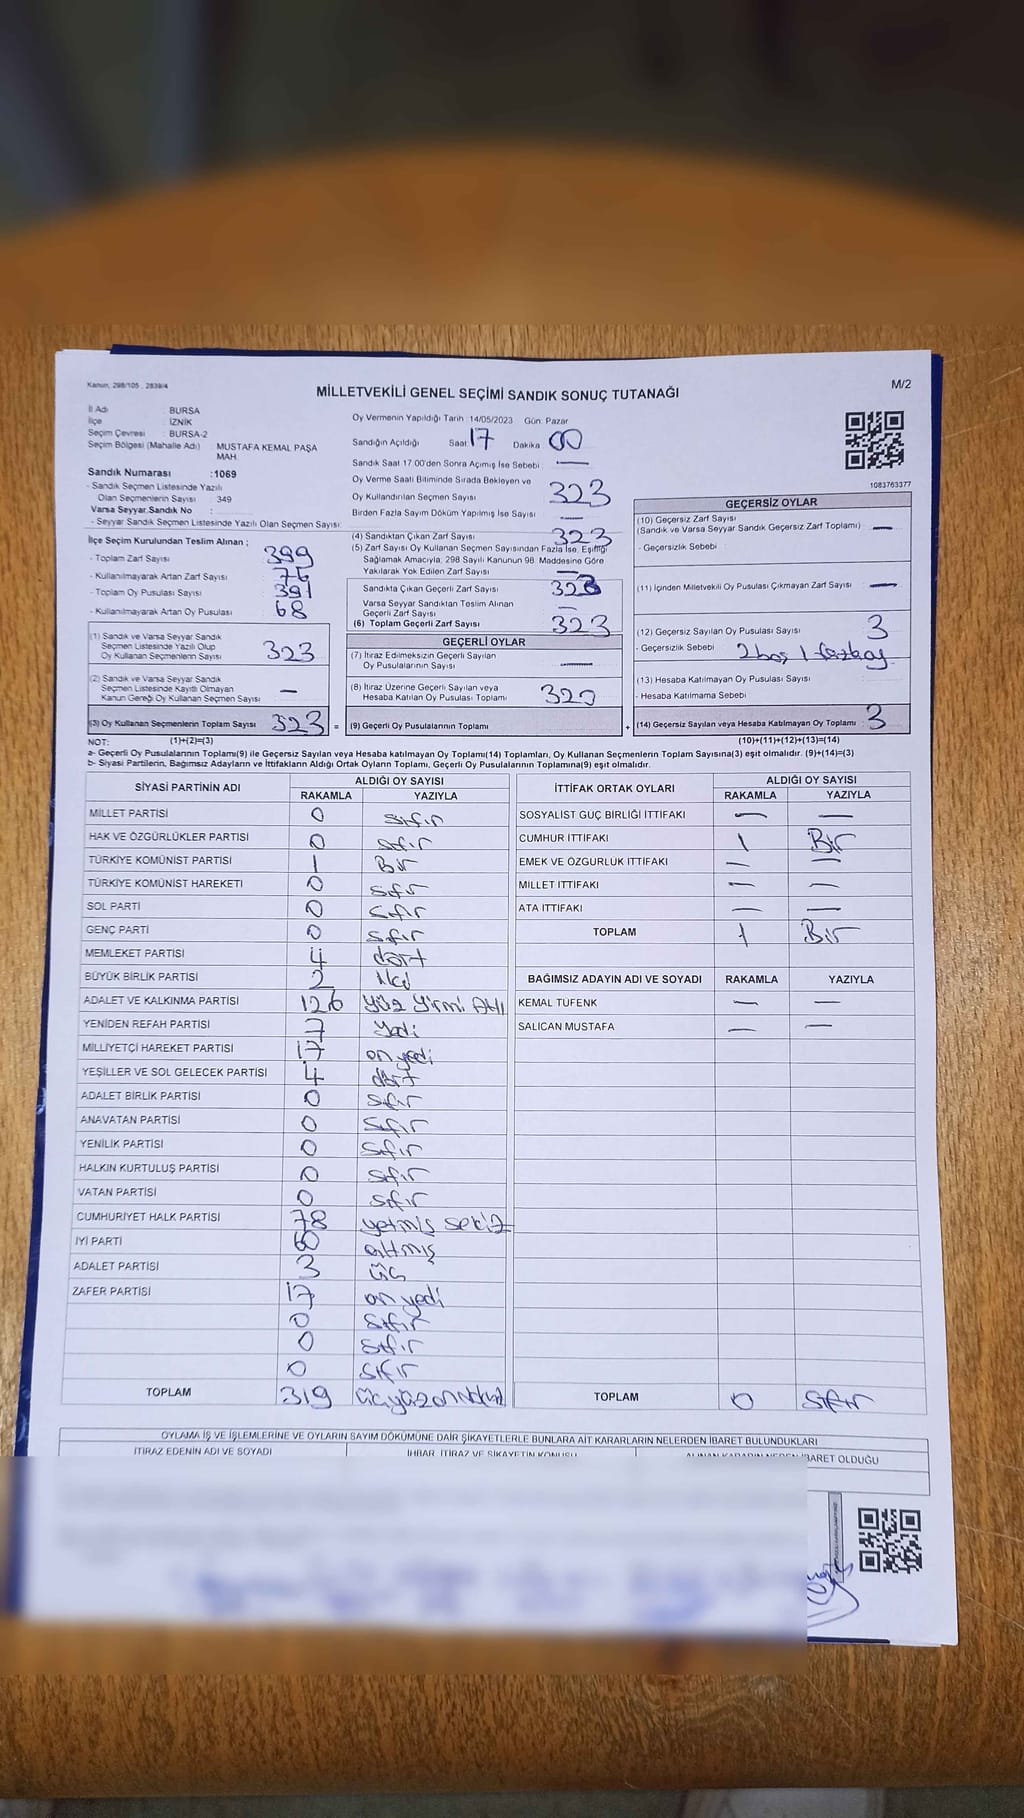 Kanun, 298/105 , 2839/4
MİLLETVEKİLİ GENEL SEÇİMİ SANDIK SONUÇ TUTANAĞI
M/2
İl Adı : BURSA
İlçe : İZNİK
Seçim Çevresi : BURSA-2
Seçim Bölgesi (Mahalle Adı) : MUSTAFA KEMAL PAŞA MAH
Sandık Numarası :1069
- Sandık Seçmen Listesinde Yazılı
Olan Seçmenlerin Sayısı : 349
Varsa Seyyar Sandık No :
- Seyyar Sandık Seçmen Listesinde Yazılı Olan Seçmen Sayısı:
İlçe Seçim Kurulundan Teslim Alınan ;
- Toplam Zarf Sayısı : 399
- Kullanılmayarak Artan Zarf Sayısı : 76
- Toplam Oy Pusulası Sayısı : 391
- Kullanılmayarak Artan Oy Pusulası : 68
(1) Sandık ve Varsa Seyyar Sandık
Seçmen Listesinde Yazılı Olup
Oy Kullanan Seçmenlerin Sayısı : 323
(2) Sandık ve Varsa Seyyar Sandık
Seçmen Listesinde Kayıtlı Olmayan
Kanun Gereği Oy Kullanan Seçmen Sayısı : —
(3) Oy Kullanan Seçmenlerin Toplam Sayısı : 323 =
(1)+(2)=(3)
Oy Vermenin Yapıldığı Tarih : 14/05/2023 Gün: Pazar
Sandığın Açıldığı Saat : 17 Dakika : 00
Sandık Saat 17.00'den Sonra Açılmış İse Sebebi : —
Oy Verme Saati Bitiminde Sırada Bekleyen ve
Oy Kullandırılan Seçmen Sayısı : 323
Birden Fazla Sayım Döküm Yapılmış İse Sayısı : —
(4) Sandıktan Çıkan Zarf Sayısı : 323
(5) Zarf Sayısı Oy Kullanan Seçmen Sayısından Fazla İse, Eşitliği
Sağlamak Amacıyla; 298 Sayılı Kanunun 98. Maddesine Göre
Yakılarak Yok Edilen Zarf Sayısı : —
Sandıkta Çıkan Geçerli Zarf Sayısı : 323
Varsa Seyyar Sandıktan Teslim Alınan
Geçerli Zarf Sayısı : —
(6) Toplam Geçerli Zarf Sayısı : 323
GEÇERLİ OYLAR
(7) İtiraz Edilmeksizin Geçerli Sayılan
Oy Pusulalarının Sayısı : —
(8) İtiraz Üzerine Geçerli Sayılan veya
Hesaba Katılan Oy Pusulası Toplamı : 320
(9) Geçerli Oy Pusulalarının Toplamı : +
1083763377
GEÇERSİZ OYLAR
(10) Geçersiz Zarf Sayısı
(Sandık ve Varsa Seyyar Sandık Geçersiz Zarf Toplamı) : —
- Geçersizlik Sebebi :
(11) İçinden Milletvekili Oy Pusulası Çıkmayan Zarf Sayısı : —
(12) Geçersiz Sayılan Oy Pusulası Sayısı : 3
- Geçersizlik Sebebi : 2 boş 1
(13) Hesaba Katılmayan Oy Pusulası Sayısı :
- Hesaba Katılmama Sebebi :
(14) Geçersiz Sayılan veya Hesaba Katılmayan Oy Toplamı : 3
(10)+(11)+(12)+(13)=(14)
NOT:
a- Geçerli Oy Pusulalarının Toplamı(9) ile Geçersiz Sayılan veya Hesaba katılmayan Oy Toplamı(14) Toplamları, Oy Kullanan Seçmenlerin Toplam Sayısına(3) eşit olmalıdır. (9)+(14)=(3)
b- Siyasi Partilerin, Bağımsız Adayların ve İttifakların Aldığı Ortak Oyların Toplamı, Geçerli Oy Pusulalarının Toplamına(9) eşit olmalıdır.
SİYASİ PARTİNİN ADI ALDIĞI OY SAYISI
RAKAMLA YAZIYLA
MİLLET PARTİSİ 0 sıfır
HAK VE ÖZGÜRLÜKLER PARTİSİ 0 sıfır
TÜRKİYE KOMÜNİST PARTİSİ 1 Bir
TÜRKİYE KOMÜNİST HAREKETİ 0 sıfır
SOL PARTİ 0 sıfır
GENÇ PARTİ 0 sıfır
MEMLEKET PARTİSİ 4 dört
BÜYÜK BİRLİK PARTİSİ 2 iki
ADALET VE KALKINMA PARTİSİ 126 yüz yirmi Altı
YENİDEN REFAH PARTİSİ 7 yedi
MİLLİYETÇİ HAREKET PARTİSİ 17 on yedi
YEŞİLLER VE SOL GELECEK PARTİSİ 4 dört
ADALET BİRLİK PARTİSİ 0 sıfır
ANAVATAN PARTİSİ 0 sıfır
YENİLİK PARTİSİ 0 sıfır
HALKIN KURTULUŞ PARTİSİ 0 sıfır
VATAN PARTİSİ 0 sıfır
CUMHURİYET HALK PARTİSİ 78 yetmiş sekiz
İYİ PARTİ 60 altmış
ADALET PARTİSİ 3 üç
ZAFER PARTİSİ 17 on yedi
0 sıfır
0 sıfır
0 sıfır
TOPLAM 319 üçyüzondokuz
İTTİFAK ORTAK OYLARI ALDIĞI OY SAYISI
RAKAMLA YAZIYLA
SOSYALİST GÜÇ BİRLİĞİ İTTİFAKI — —
CUMHUR İTTİFAKI 1 Bir
EMEK VE ÖZGÜRLÜK İTTİFAKI — —
MİLLET İTTİFAKI — —
ATA İTTİFAKI — —
TOPLAM 1 Bir
BAĞIMSIZ ADAYIN ADI VE SOYADI RAKAMLA YAZIYLA
KEMAL TÜFENK — —
SALİCAN MUSTAFA — —
TOPLAM 0 sıfır
OYLAMA İŞ VE İŞLEMLERİNE VE OYLARIN SAYIM DÖKÜMÜNE DAİR ŞİKAYETLERLE BUNLARA AİT KARARLARIN NELERDEN İBARET BULUNDUKLARI
İTİRAZ EDENİN ADI VE SOYADI İHBAR, İTİRAZ VE ŞİKAYETİN KONUSU ALINAN KARARIN NEDEN İBARET OLDUĞU